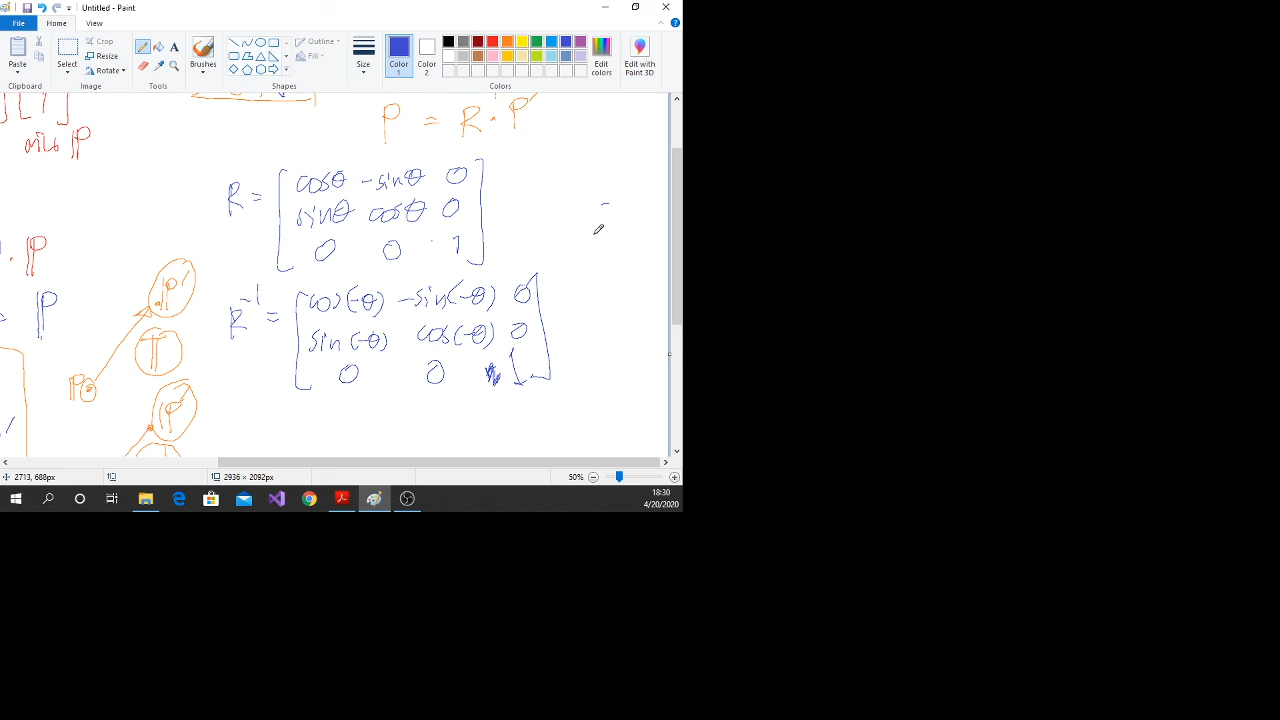 Untitled - Paint
File Home View
Paste
Select
Crop
Resize
Rotate
Brushes
Size
Outline
Fill
Color 1
Color 2
Edit colors
Edit with Paint 3D
Clipboard Image Tools Shapes Colors
P = R · P'
P
R = [ cosθ -sinθ 0
sinθ cosθ 0
0 0 1 ]
. P
P
R⁻¹ = [ cos(-θ) -sin(-θ) 0
sin(-θ) cos(-θ) 0
0 0 1 ]
P'
T
P
P'
2713, 688px
2936 × 2092px
50%
18:30
4/20/2020